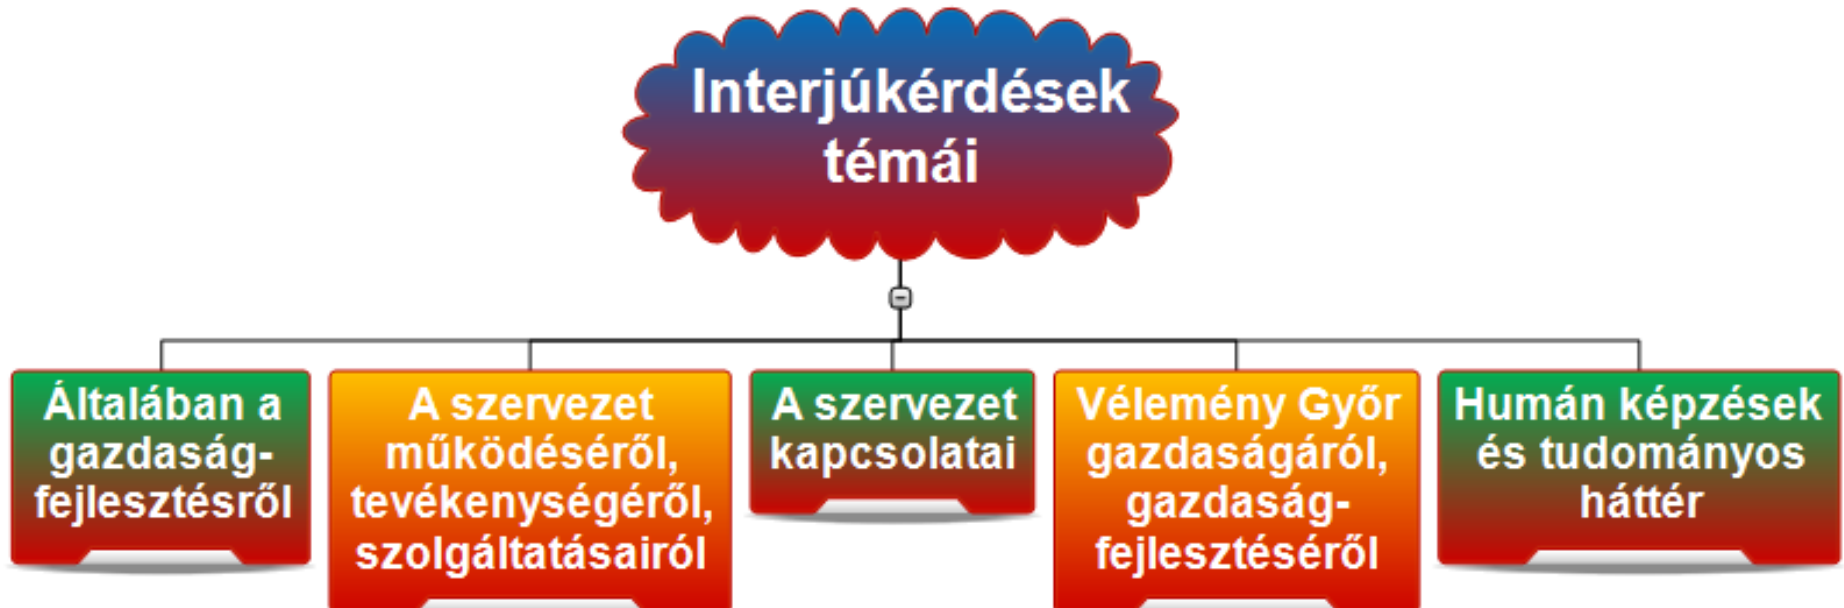 Interjúkérdések
témái
Általában a
gazdaság-
fejlesztésről
A szervezet
működéséről,
tevékenységéről,
szolgáltatásairól
A szervezet
kapcsolatai
Vélemény Győr
gazdaságáról,
gazdaság-
fejlesztéséről
Humán képzések
és tudományos
háttér